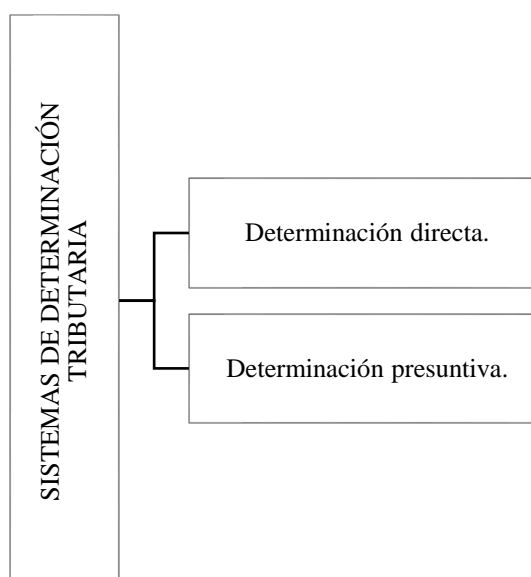 SISTEMAS DE DETERMINACIÓN
TRIBUTARIA
Determinación directa.
Determinación presuntiva.